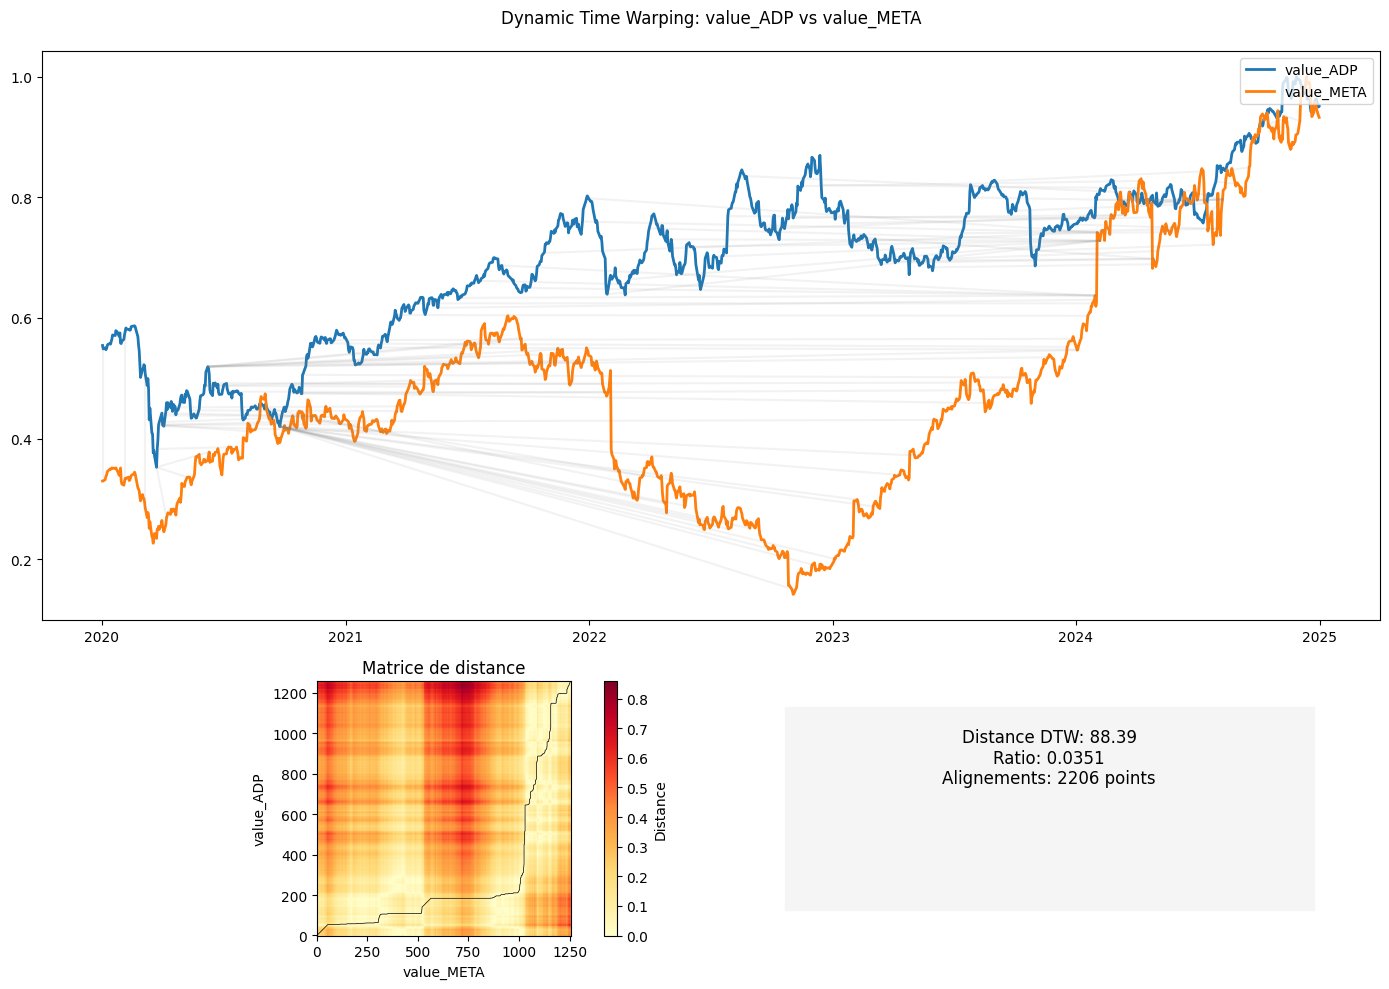 Dynamic Time Warping: value_ADP vs value_META
1.0
0.8
0.6
0.4
0.2
value_ADP
value_META
2020 2021 2022 2023 2024 2025
Matrice de distance
value_ADP
1200
1000
800
600
400
200
0
0 250 500 750 1000 1250
value_META
0.8
0.7
0.6
0.5
0.4
0.3
0.2
0.1
0.0
Distance
Distance DTW: 88.39
Ratio: 0.0351
Alignements: 2206 points